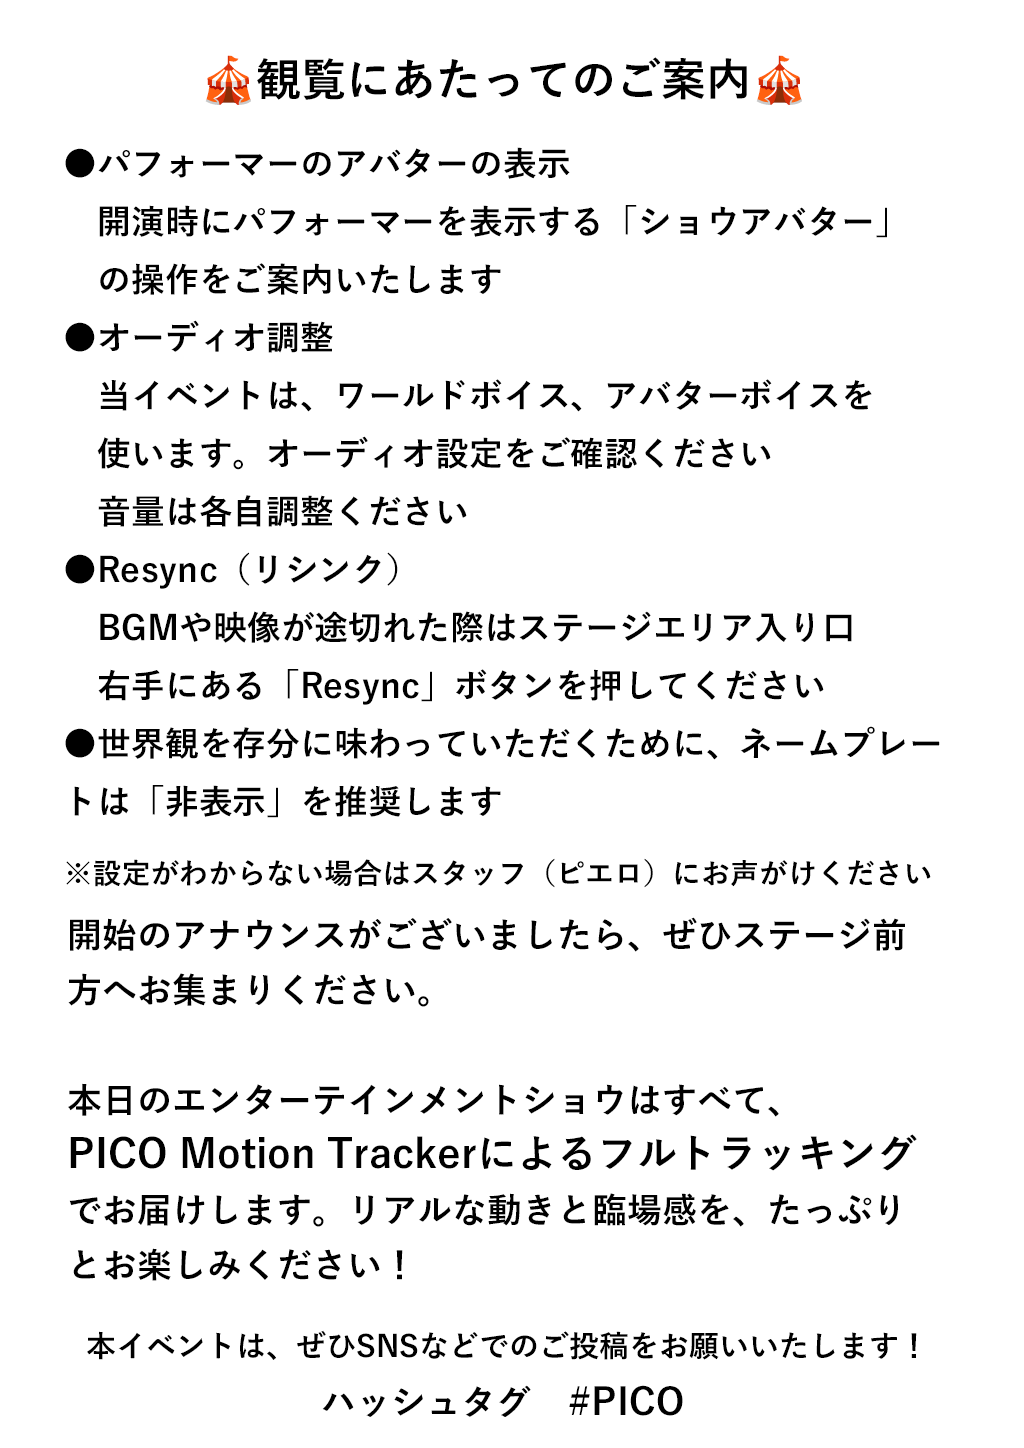 🎪観覧にあたってのご案内🎪
●パフォーマーのアバターの表示
開演時にパフォーマーを表示する「ショウアバター」
の操作をご案内いたします
●オーディオ調整
当イベントは、ワールドボイス、アバターボイスを
使います。オーディオ設定をご確認ください
音量は各自調整ください
●Resync（リシンク）
BGMや映像が途切れた際はステージエリア入り口
右手にある「Resync」ボタンを押してください
●世界観を存分に味わっていただくために、ネームプレー
トは「非表示」を推奨します
※設定がわからない場合はスタッフ（ピエロ）にお声がけください
開始のアナウンスがございましたら、ぜひステージ前
方へお集まりください。
本日のエンターテインメントショウはすべて、
PICO Motion Trackerによるフルトラッキング
でお届けします。リアルな動きと臨場感を、たっぷり
とお楽しみください！
本イベントは、ぜひSNSなどでのご投稿をお願いいたします！
ハッシュタグ　#PICO